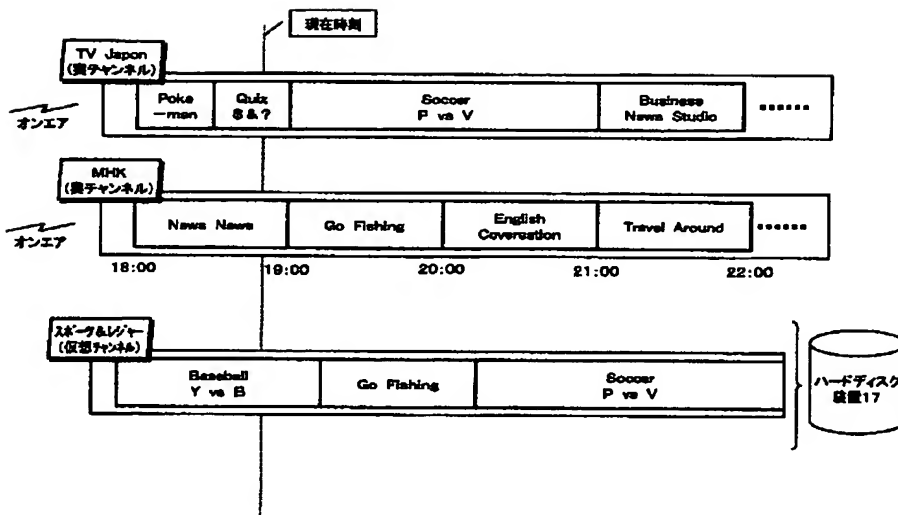 現在時刻
TV Japon
(実チャンネル)
オンエア
Poke
-man
Quiz
S&?
Soccer
P vs V
Business
News Studio
••••••
MHK
(実チャンネル)
オンエア
News News
Go Fishing
English
Coversation
Travel Around
••••••
18:00
19:00
20:00
21:00
22:00
スポーツ&レジャー
(仮想チャンネル)
Baseball
Y vs B
Go Fishing
Soccer
P vs V
ハードディスク
装置17